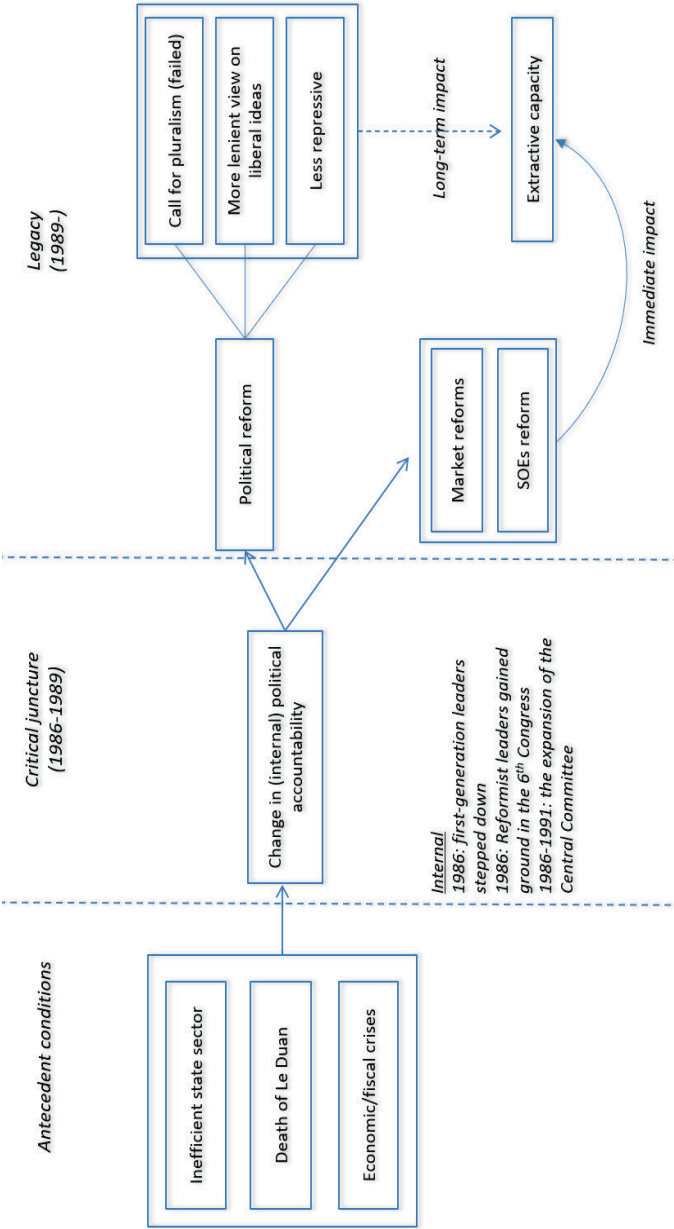 Antecedent conditions
Inefficient state sector
Death of Le Duan
Economic/fiscal crises
Critical juncture
(1986-1989)
Change in (internal) political
accountability
Internal
1986: first-generation leaders
stepped down
1986: Reformist leaders gained
ground in the 6th Congress
1986-1991: the expansion of the
Central Committee
Legacy
(1989-)
Political reform
Call for pluralism (failed)
More lenient view on
liberal ideas
Less repressive
Market reforms
SOEs reform
Long-term impact
Extractive capacity
Immediate impact